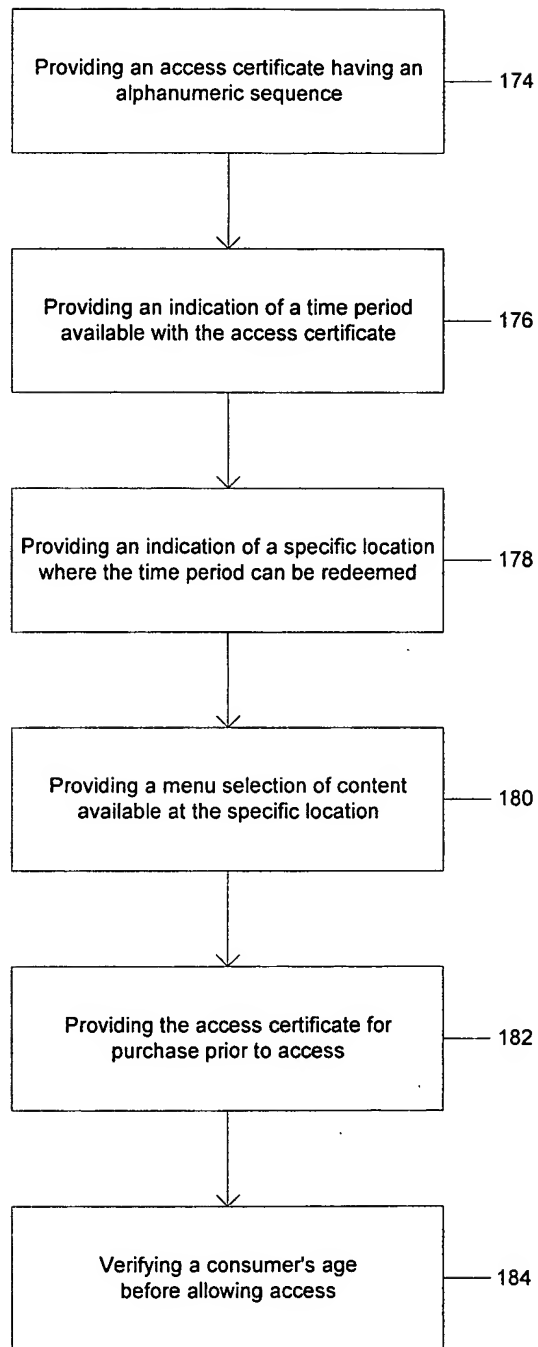 Providing an access certificate having an
alphanumeric sequence
174
Providing an indication of a time period
available with the access certificate
176
Providing an indication of a specific location
where the time period can be redeemed
178
Providing a menu selection of content
available at the specific location
180
Providing the access certificate for
purchase prior to access
182
Verifying a consumer's age
before allowing access
184